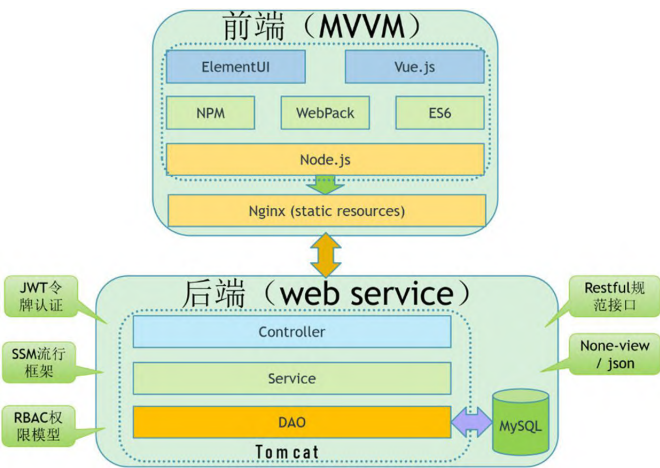 前端（MVVM）
ElementUI
Vue.js
NPM
WebPack
ES6
Node.js
Nginx (static resources)
后端（web service）
JWT令
牌认证
SSM流行
框架
RBAC权
限模型
Controller
Service
DAO
Tomcat
MySQL
Restful规
范接口
None-view
/ json